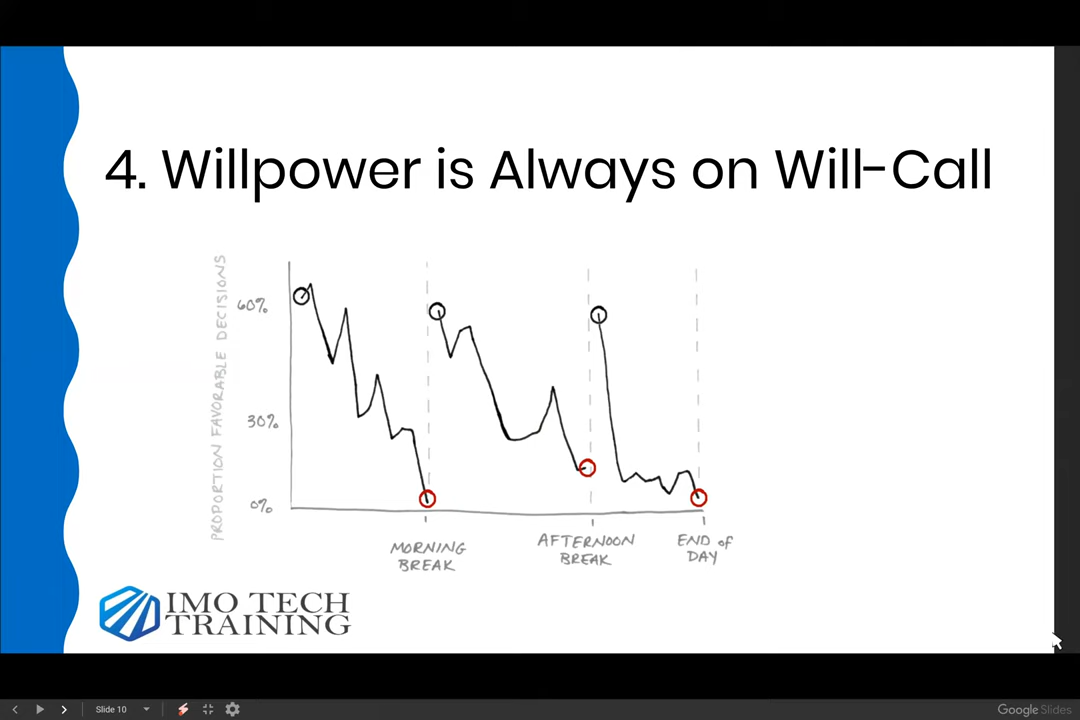 4. Willpower is Always on Will-Call
PROPORTION FAVORABLE DECISIONS
60%
30%
0%
MORNING
BREAK
AFTERNOON
BREAK
END of
DAY
IMO TECH
TRAINING
Slide 10
Google Slides